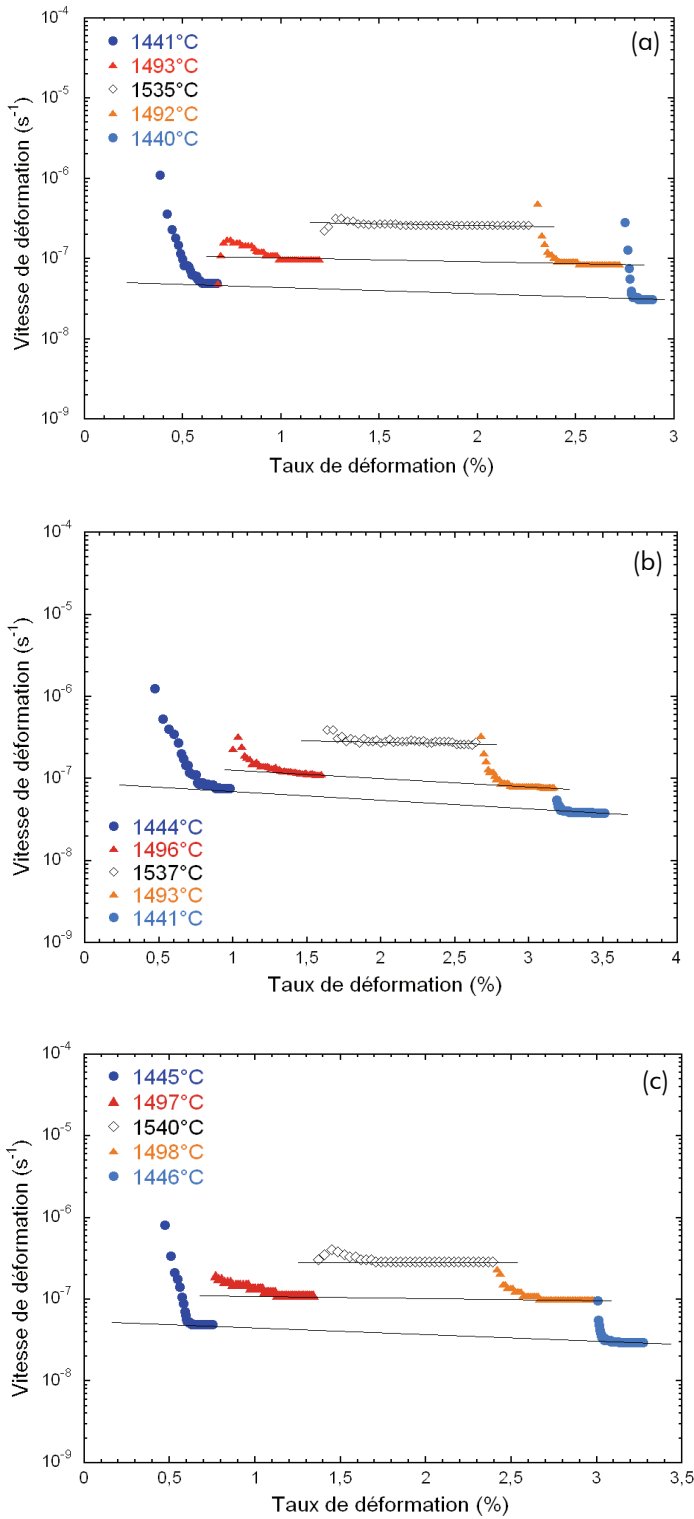 (a)
1441°C
1493°C
1535°C
1492°C
1440°C
10⁻⁴
10⁻⁵
10⁻⁶
10⁻⁷
10⁻⁸
10⁻⁹
Vitesse de déformation (s⁻¹)
0 0,5 1 1,5 2 2,5 3
Taux de déformation (%)
(b)
10⁻⁴
10⁻⁵
10⁻⁶
10⁻⁷
10⁻⁸
10⁻⁹
Vitesse de déformation (s⁻¹)
1444°C
1496°C
1537°C
1493°C
1441°C
0 0,5 1 1,5 2 2,5 3 3,5 4
Taux de déformation (%)
(c)
1445°C
1497°C
1540°C
1498°C
1446°C
10⁻⁴
10⁻⁵
10⁻⁶
10⁻⁷
10⁻⁸
10⁻⁹
Vitesse de déformation (s⁻¹)
0 0,5 1 1,5 2 2,5 3 3,5
Taux de déformation (%)